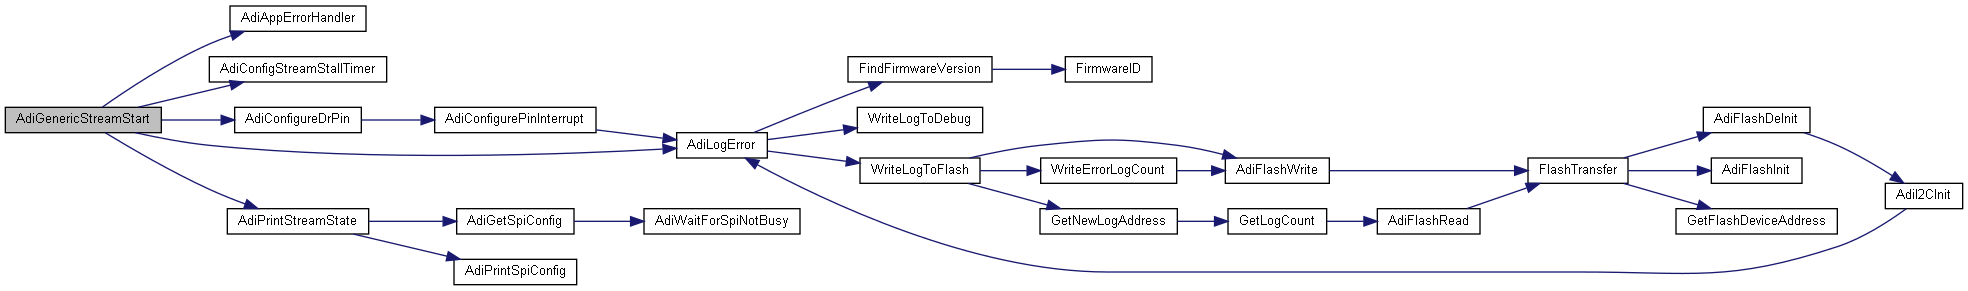 AdiAppErrorHandler
AdiConfigStreamStallTimer
FindFirmwareVersion
FirmwareID
AdiGenericStreamStart
AdiConfigureDrPin
AdiConfigurePinInterrupt
WriteLogToDebug
AdiFlashDeInit
AdiLogError
WriteLogToFlash
WriteErrorLogCount
AdiFlashWrite
FlashTransfer
AdiFlashInit
AdiI2CInit
AdiPrintStreamState
AdiGetSpiConfig
AdiWaitForSpiNotBusy
GetNewLogAddress
GetLogCount
AdiFlashRead
GetFlashDeviceAddress
AdiPrintSpiConfig